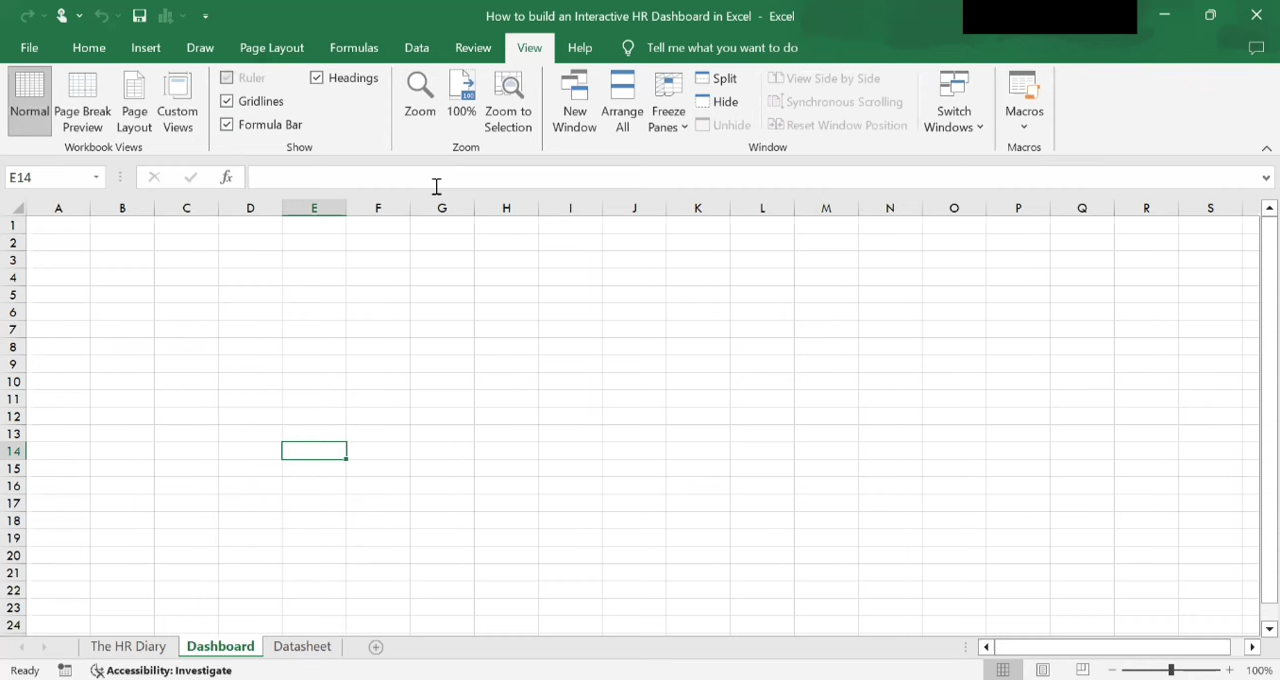 How to build an Interactive HR Dashboard in Excel - Excel
File Home Insert Draw Page Layout Formulas Data Review View Help Tell me what you want to do
Normal
Page Break Preview
Page Layout
Custom Views
Workbook Views
Ruler
Headings
Gridlines
Formula Bar
Show
Zoom
100
100%
Zoom to Selection
Zoom
New Window
Arrange All
Freeze Panes
Split
Hide
Unhide
View Side by Side
Synchronous Scrolling
Reset Window Position
Window
Switch Windows
Macros
Macros
E14 fx
A B C D E F G H I J K L M N O P Q R S
1
2
3
4
5
6
7
8
9
10
11
12
13
14
15
16
17
18
19
20
21
22
23
24
The HR Diary Dashboard Datasheet
Ready Accessibility: Investigate 100%